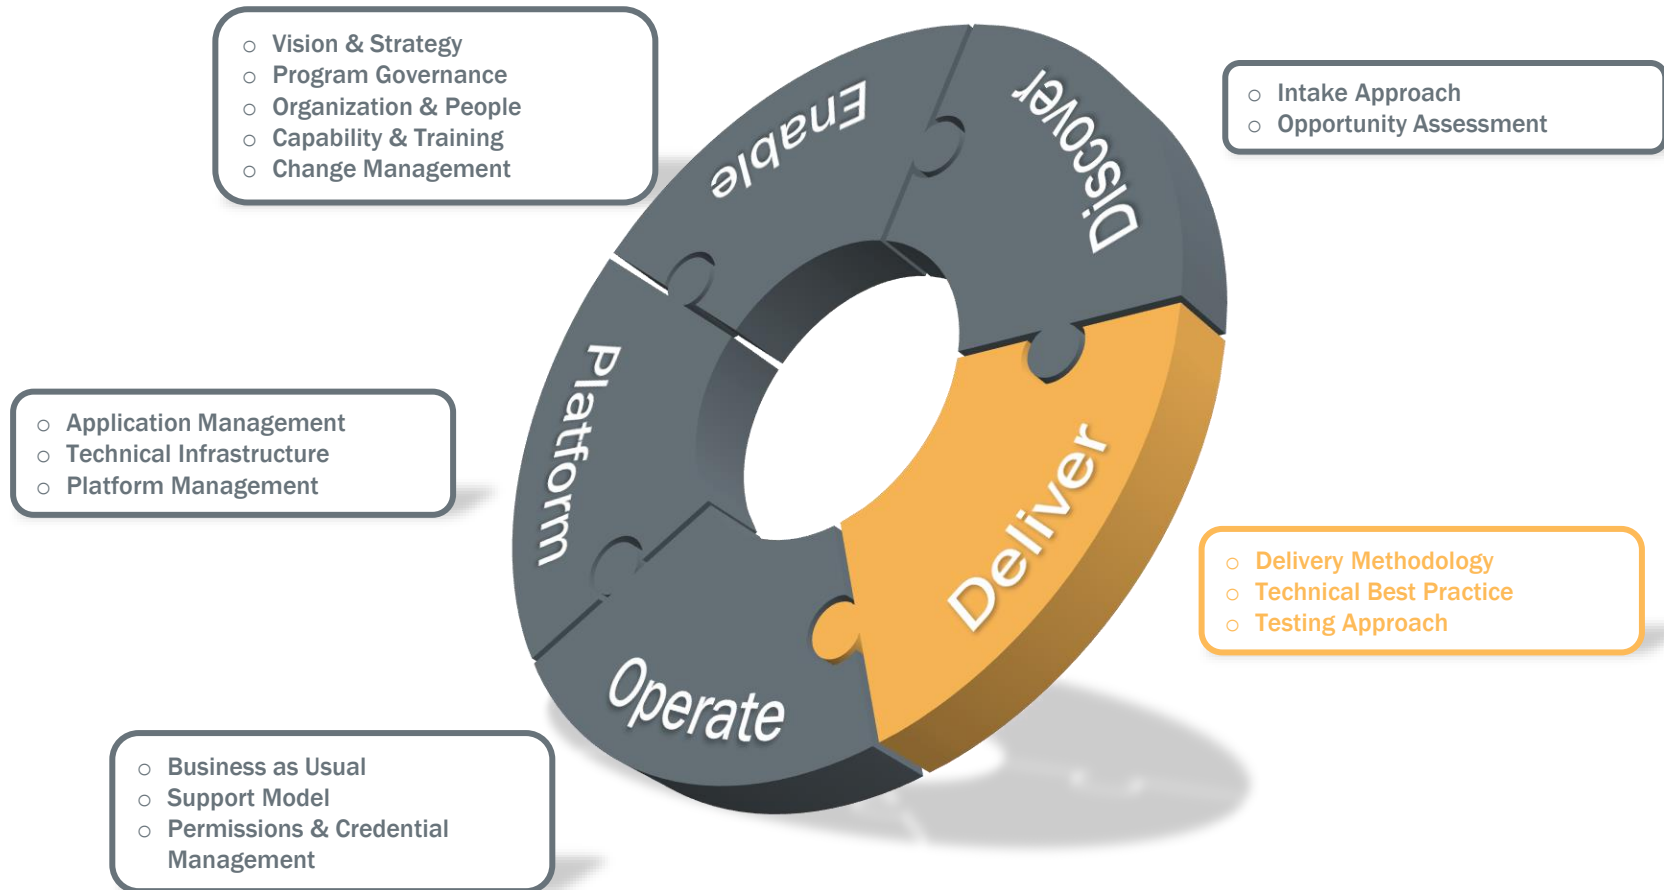 ○ Vision & Strategy
○ Program Governance
○ Organization & People
○ Capability & Training
○ Change Management
Enable
Discover
○ Intake Approach
○ Opportunity Assessment
Platform
○ Application Management
○ Technical Infrastructure
○ Platform Management
Deliver
○ Delivery Methodology
○ Technical Best Practice
○ Testing Approach
Operate
○ Business as Usual
○ Support Model
○ Permissions & Credential
Management